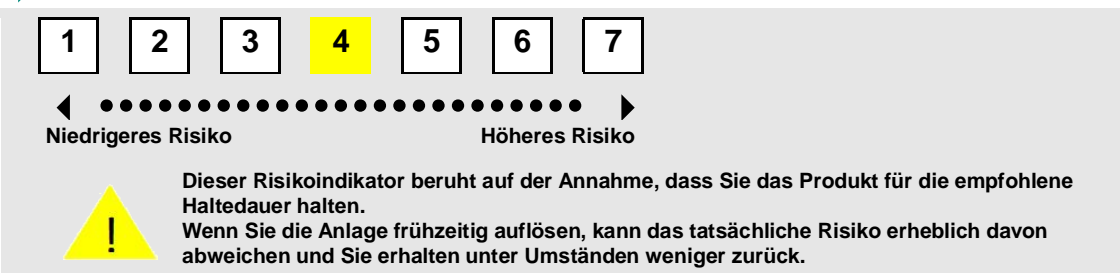 1 2 3 4 5 6 7
Niedrigeres Risiko Höheres Risiko
Dieser Risikoindikator beruht auf der Annahme, dass Sie das Produkt für die empfohlene
Haltedauer halten.
! Wenn Sie die Anlage frühzeitig auflösen, kann das tatsächliche Risiko erheblich davon
abweichen und Sie erhalten unter Umständen weniger zurück.